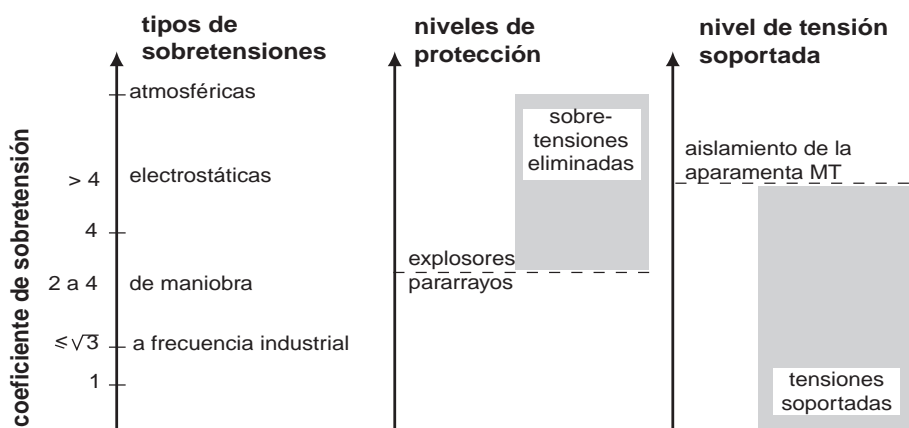 tipos de
sobretensiones
coeficiente de sobretensión
atmosféricas
> 4
electrostáticas
4
2 a 4
de maniobra
≤√3
a frecuencia industrial
1
niveles de
protección
sobre-
tensiones
eliminadas
explosores
pararrayos
nivel de tensión
soportada
aislamiento de la
aparamenta MT
tensiones
soportadas